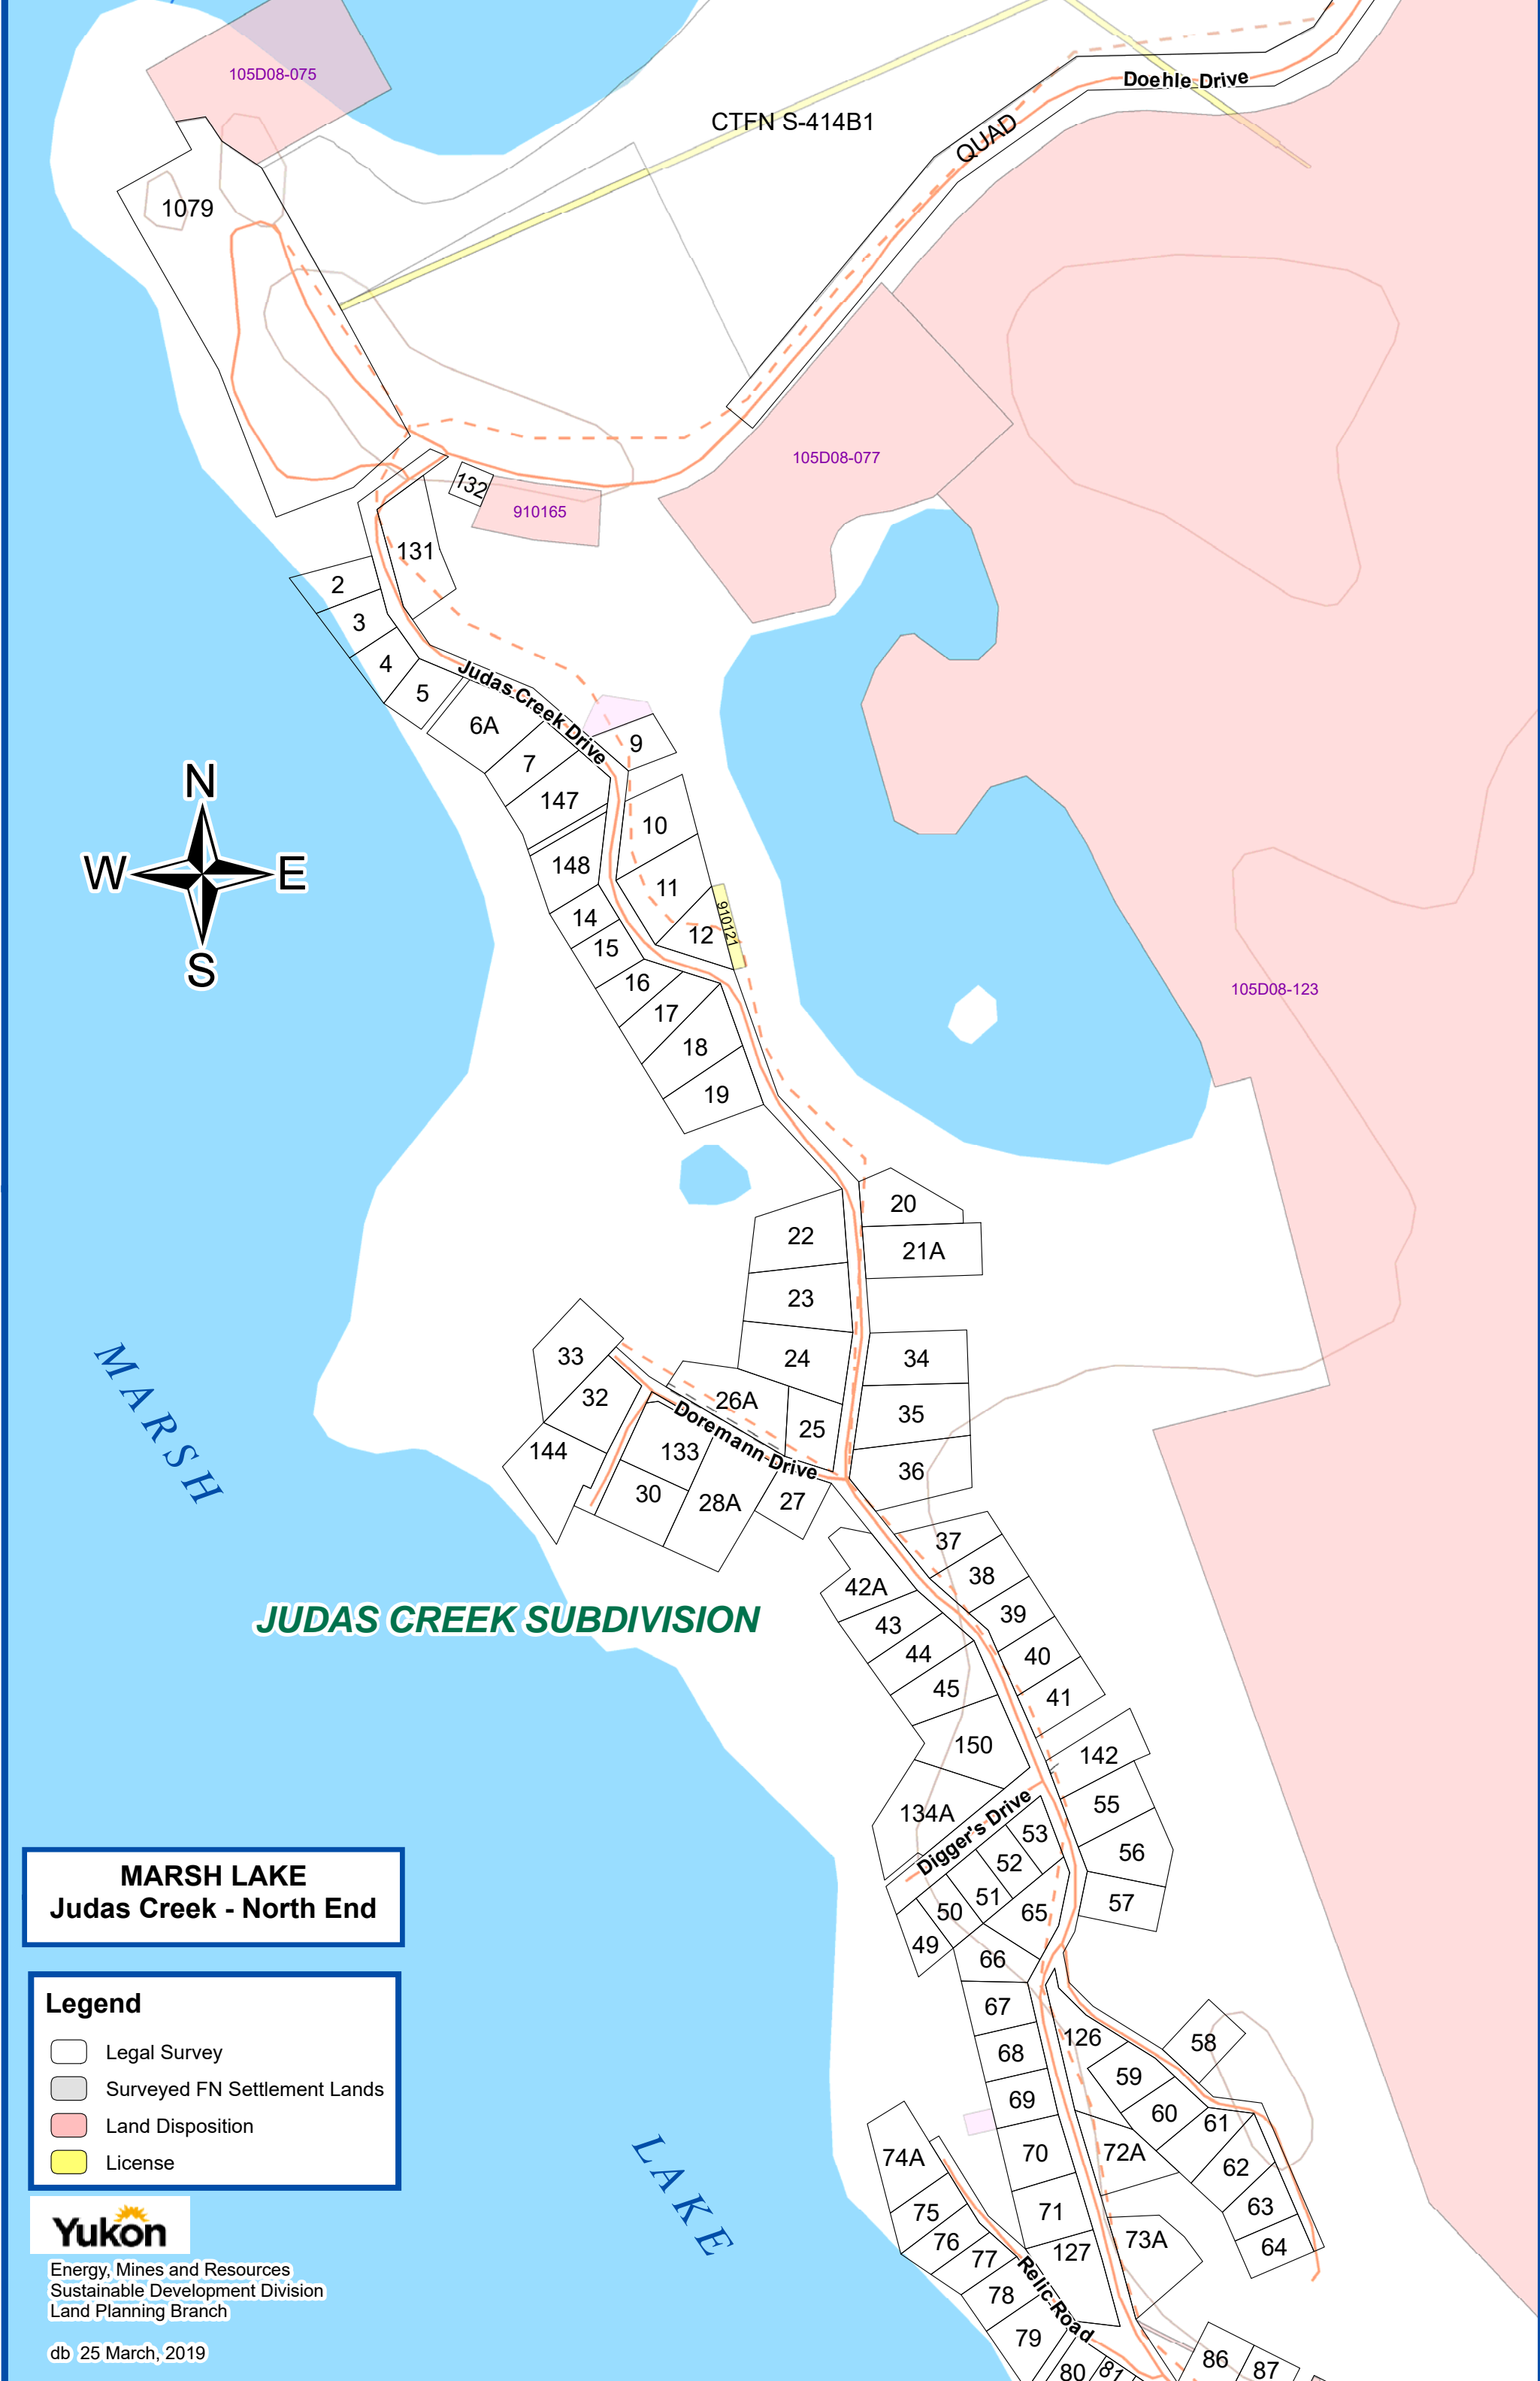 105D08-075
CTFN S-414B1
Doehle Drive
QUAD
1079
105D08-077
132
910165
131
2
3
4
5
Judas Creek Drive
6A
7
9
147
10
148
11
910121
12
14
15
16
17
18
19
N
W E
S
105D08-123
20
21A
22
23
24
34
33
32
26A
25
35
Doremann Drive
144
133
36
30
28A
27
MARSH
37
38
42A
39
43
40
44
41
45
JUDAS CREEK SUBDIVISION
150
142
134A
Digger's Drive
55
53
56
52
51
57
50
65
49
66
67
126
58
68
59
69
60
61
70
72A
62
74A
71
63
75
73A
64
76
127
77
Relic Road
78
79
80
81
86
87
LAKE
MARSH LAKE
Judas Creek - North End
Legend
Legal Survey
Surveyed FN Settlement Lands
Land Disposition
License
Yukon
Energy, Mines and Resources
Sustainable Development Division
Land Planning Branch
db 25 March, 2019